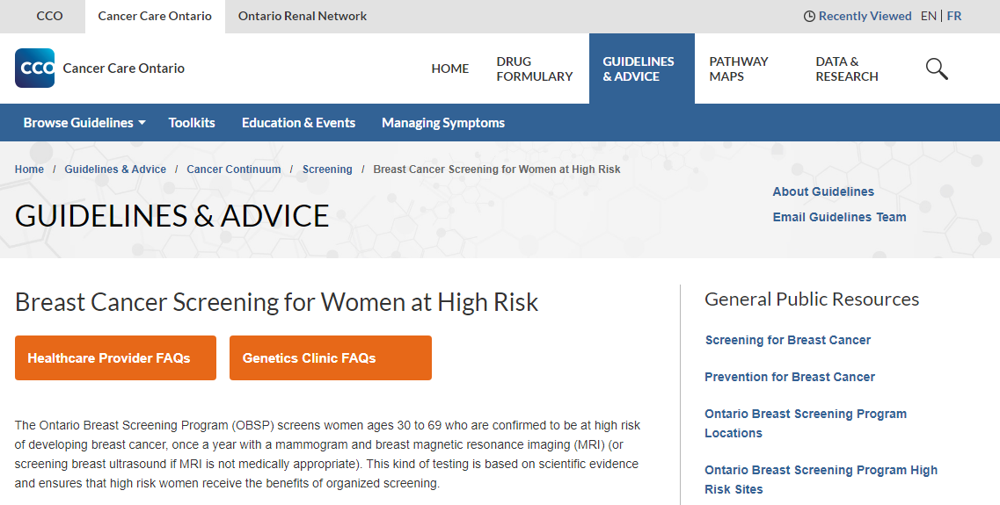 CCO
Cancer Care Ontario
Ontario Renal Network
Recently Viewed
EN | FR
CCO
Cancer Care Ontario
HOME
DRUG
FORMULARY
GUIDELINES
& ADVICE
PATHWAY
MAPS
DATA &
RESEARCH
Browse Guidelines
Toolkits
Education & Events
Managing Symptoms
Home / Guidelines & Advice / Cancer Continuum / Screening / Breast Cancer Screening for Women at High Risk
GUIDELINES & ADVICE
About Guidelines
Email Guidelines Team
Breast Cancer Screening for Women at High Risk
Healthcare Provider FAQs
Genetics Clinic FAQs
The Ontario Breast Screening Program (OBSP) screens women ages 30 to 69 who are confirmed to be at high risk
of developing breast cancer, once a year with a mammogram and breast magnetic resonance imaging (MRI) (or
screening breast ultrasound if MRI is not medically appropriate). This kind of testing is based on scientific evidence
and ensures that high risk women receive the benefits of organized screening.
General Public Resources
Screening for Breast Cancer
Prevention for Breast Cancer
Ontario Breast Screening Program
Locations
Ontario Breast Screening Program High
Risk Sites